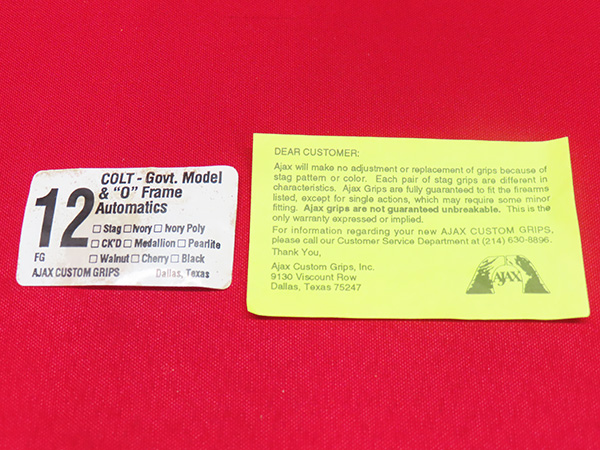 COLT - Govt. Model
& "O" Frame
Automatics
12
FG
☐ Stag ☐ Ivory ☐ Ivory Poly
☐ CK'D ☐ Medallion ☐ Pearlite
☐ Walnut ☐ Cherry ☐ Black
AJAX CUSTOM GRIPS Dallas, Texas
DEAR CUSTOMER:
Ajax will make no adjustment or replacement of grips because of
stag pattern or color. Each pair of stag grips are different in
characteristics. Ajax Grips are fully guaranteed to fit the firearms
listed, except for single actions, which may require some minor
fitting. Ajax grips are not guaranteed unbreakable. This is the
only warranty expressed or implied.
For information regarding your new AJAX CUSTOM GRIPS,
please call our Customer Service Department at (214) 630-8896.
Thank You,
Ajax Custom Grips, Inc.
9130 Viscount Row
Dallas, Texas 75247
AJAX